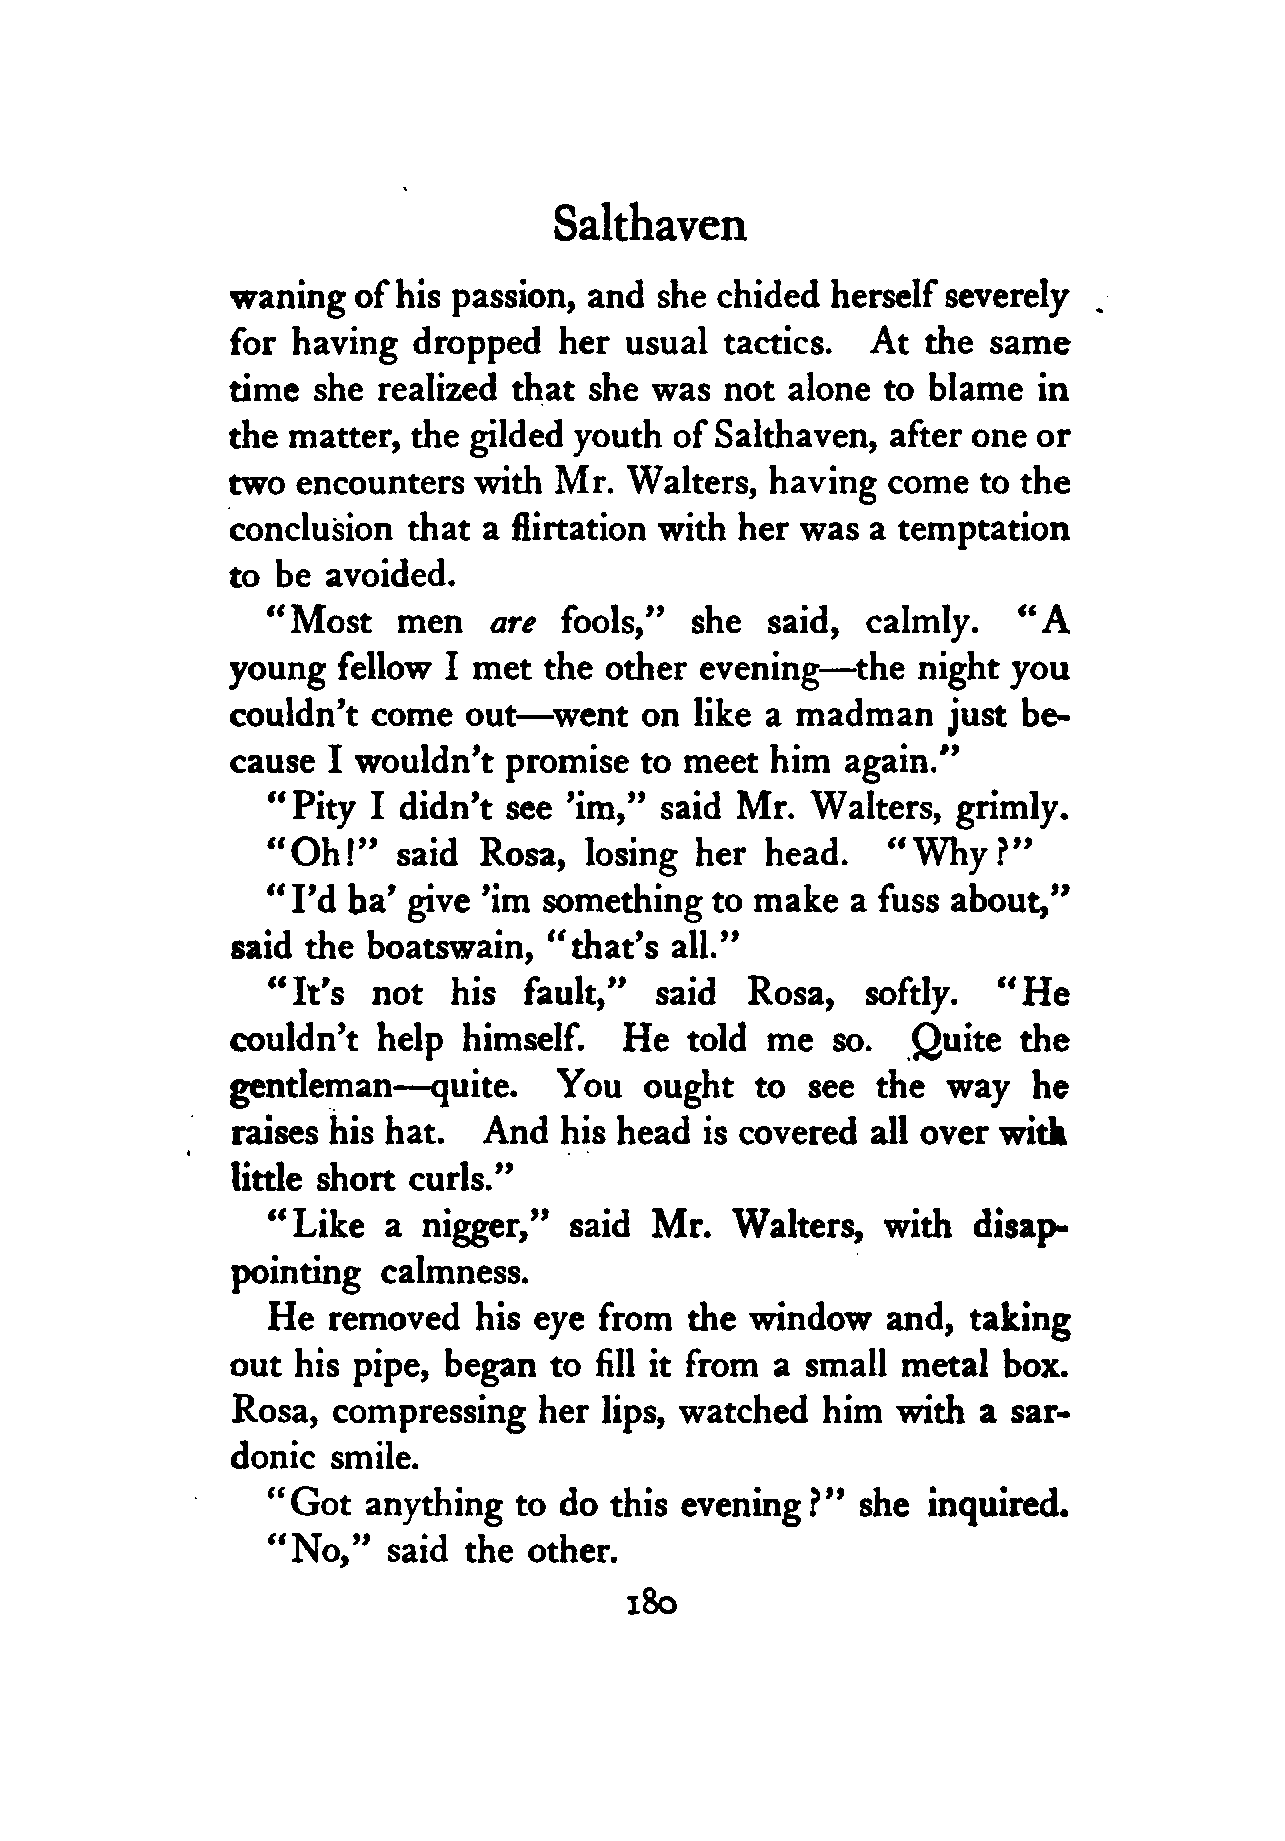 Salthaven
waning of his passion, and she chided herself severely
for having dropped her usual tactics. At the same
time she realized that she was not alone to blame in
the matter, the gilded youth of Salthaven, after one or
two encounters with Mr. Walters, having come to the
conclusion that a flirtation with her was a temptation
to be avoided.
"Most men are fools," she said, calmly. "A
young fellow I met the other evening—the night you
couldn't come out—went on like a madman just be-
cause I wouldn't promise to meet him again."
"Pity I didn't see 'im," said Mr. Walters, grimly.
"Oh!" said Rosa, losing her head. "Why?"
"I'd ha' give 'im something to make a fuss about,"
said the boatswain, "that's all."
"It's not his fault," said Rosa, softly. "He
couldn't help himself. He told me so. Quite the
gentleman—quite. You ought to see the way he
raises his hat. And his head is covered all over with
little short curls."
"Like a nigger," said Mr. Walters, with disap-
pointing calmness.
He removed his eye from the window and, taking
out his pipe, began to fill it from a small metal box.
Rosa, compressing her lips, watched him with a sar-
donic smile.
"Got anything to do this evening?" she inquired.
"No," said the other.
180